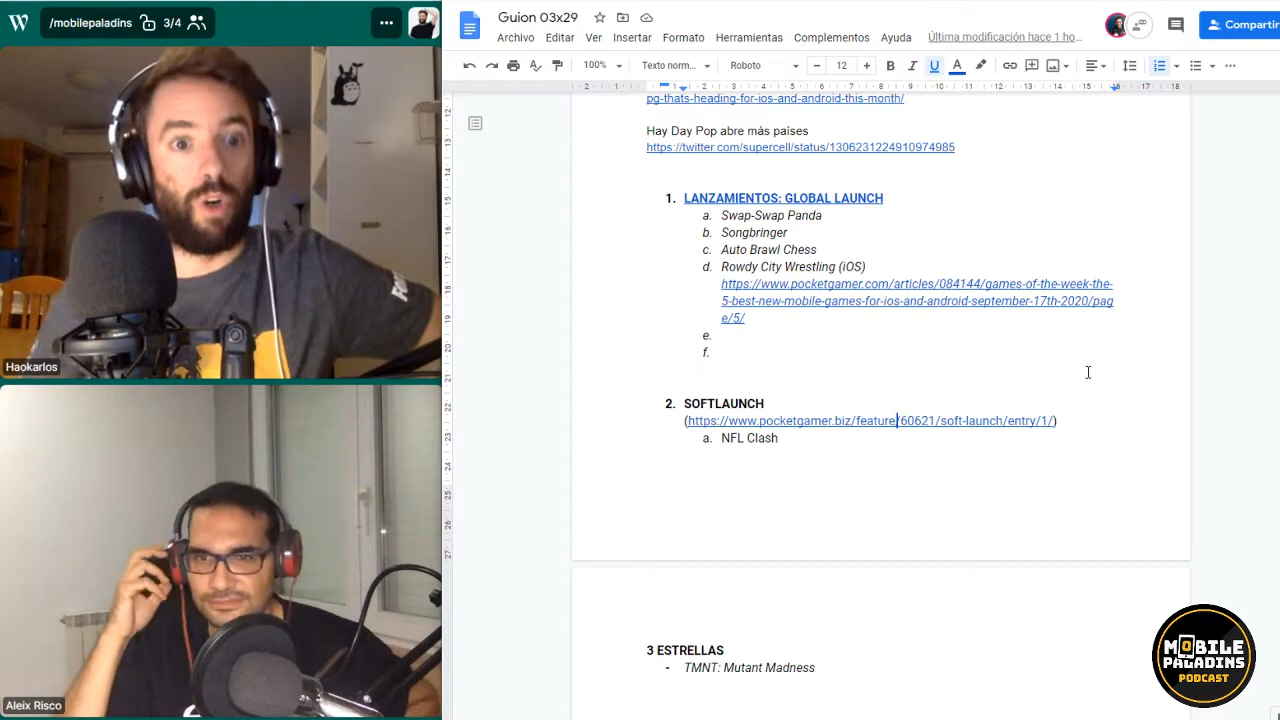 /mobilepaladins 3/4
Haokarlos
Aleix Risco
Guion 03x29
Archivo Editar Ver Insertar Formato Herramientas Complementos Ayuda Última modificación hace 1 ho...
Compartir
100% Texto norm... Roboto 12
pg-thats-heading-for-ios-and-android-this-month/
Hay Day Pop abre más países
https://twitter.com/supercell/status/1306231224910974985
1. LANZAMIENTOS: GLOBAL LAUNCH
a. Swap-Swap Panda
b. Songbringer
c. Auto Brawl Chess
d. Rowdy City Wrestling (iOS)
https://www.pocketgamer.com/articles/084144/games-of-the-week-the-
5-best-new-mobile-games-for-ios-and-android-september-17th-2020/pag
e/5/
e.
f.
2. SOFTLAUNCH
(https://www.pocketgamer.biz/feature/60621/soft-launch/entry/1/)
a. NFL Clash
3 ESTRELLAS
- TMNT: Mutant Madness
MOBILE
PALADINS
PODCAST